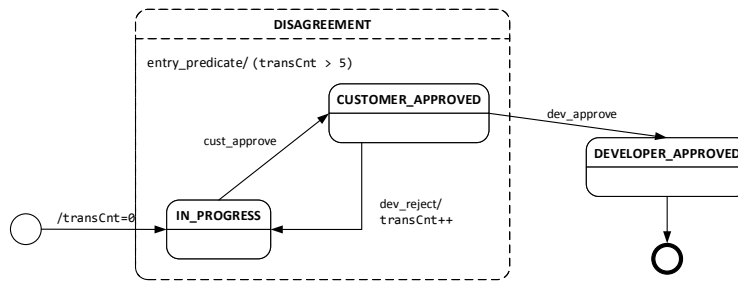 DISAGREEMENT
entry_predicate/ (transCnt > 5)
CUSTOMER_APPROVED
dev_approve
cust_approve
DEVELOPER_APPROVED
/transCnt=0
IN_PROGRESS
dev_reject/
transCnt++